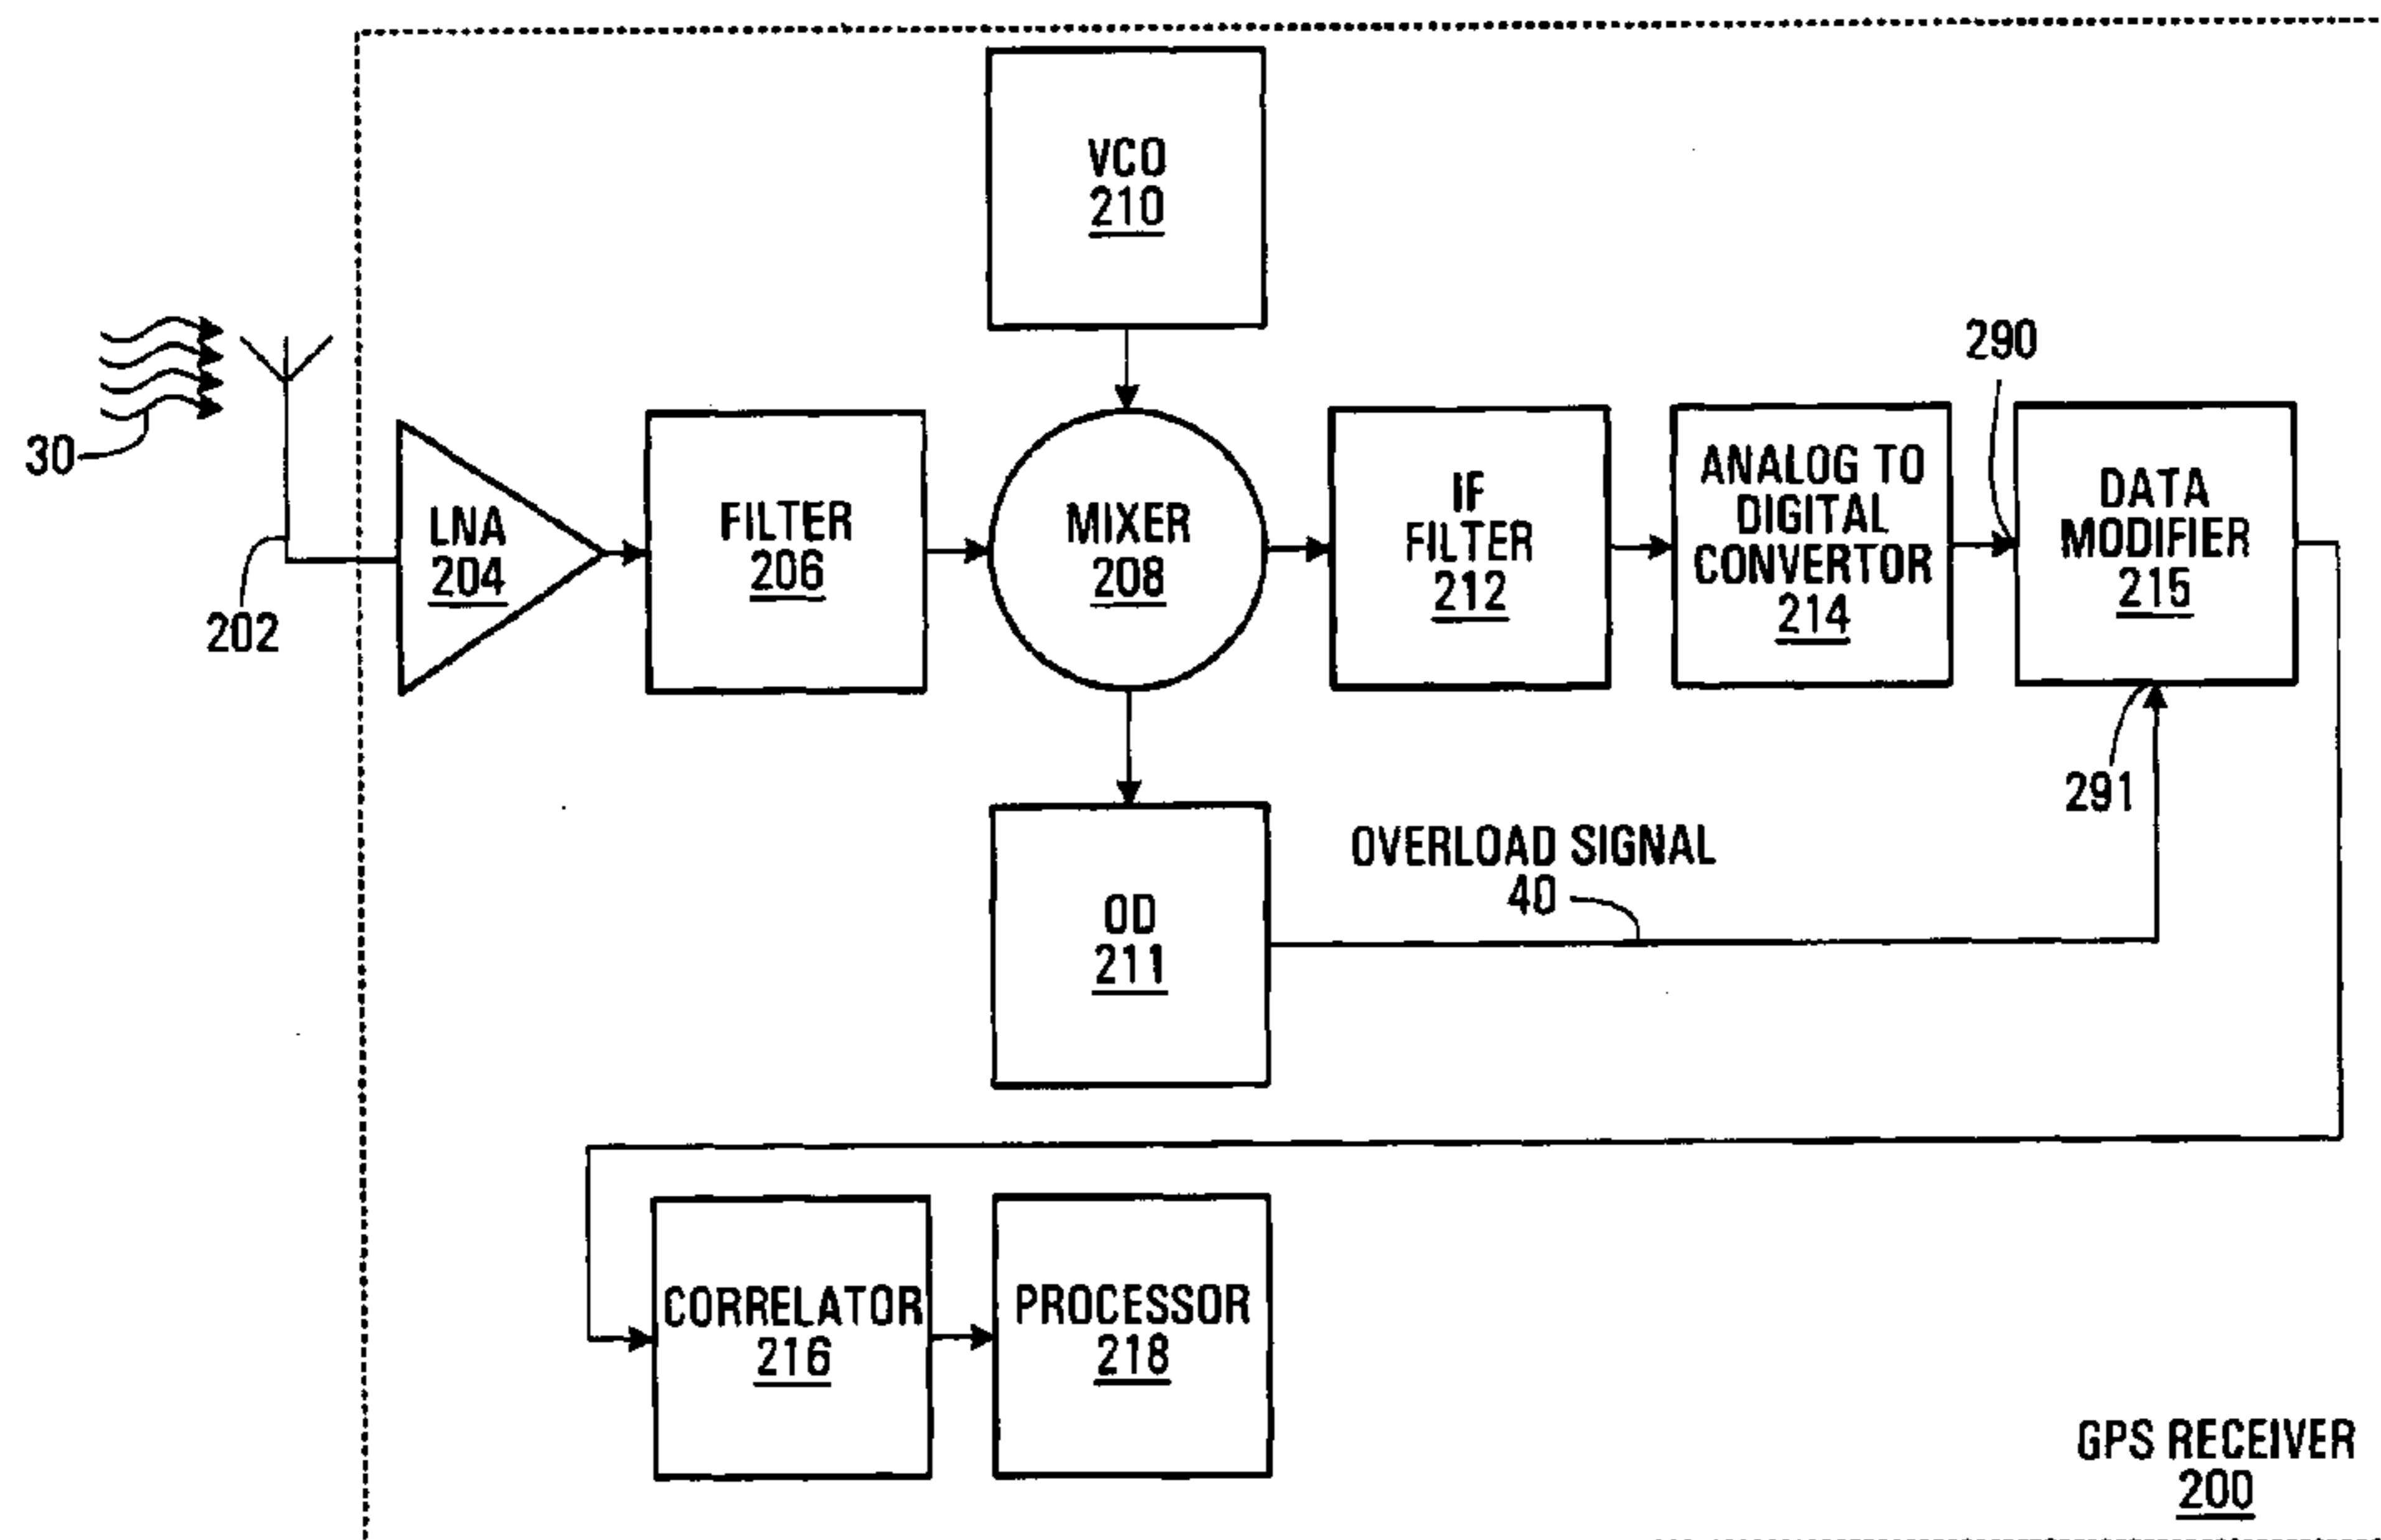 VCO
210
290
30
202
LNA
204
FILTER
206
MIXER
208
IF
FILTER
212
ANALOG TO
DIGITAL
CONVERTOR
214
DATA
MODIFIER
215
291
OD
211
OVERLOAD SIGNAL
40
CORRELATOR
216
PROCESSOR
218
GPS RECEIVER
200